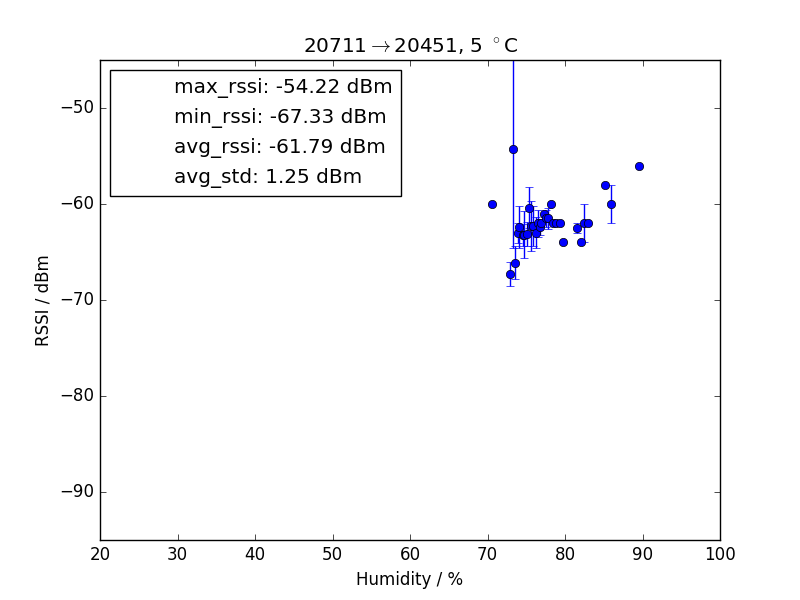 20711→20451, 5 °C
max_rssi: -54.22 dBm
min_rssi: -67.33 dBm
avg_rssi: -61.79 dBm
avg_std: 1.25 dBm
−50
−60
−70
−80
−90
RSSI / dBm
20 30 40 50 60 70 80 90 100
Humidity / %